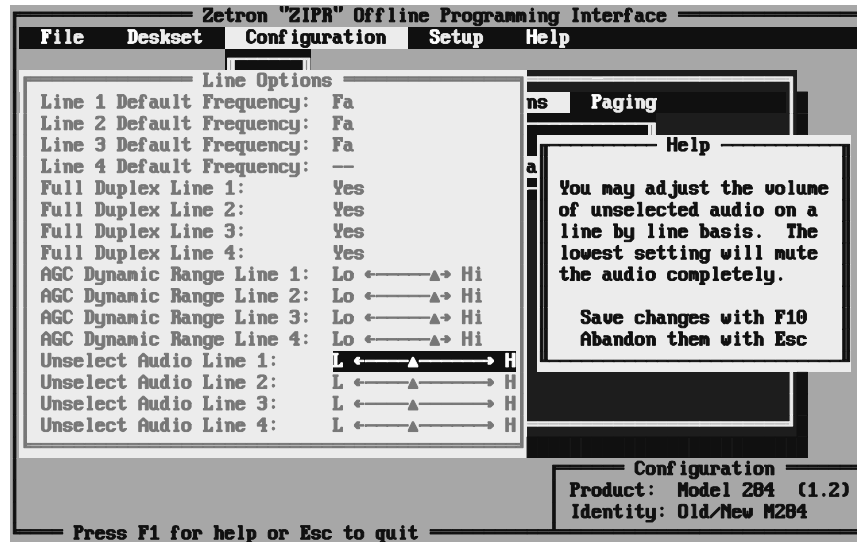 Zetron "ZIPR" Offline Programming Interface
File Deskset Configuration Setup Help
Line Options
Line 1 Default Frequency: Fa
Line 2 Default Frequency: Fa
Line 3 Default Frequency: Fa
Line 4 Default Frequency: --
Full Duplex Line 1: Yes
Full Duplex Line 2: Yes
Full Duplex Line 3: Yes
Full Duplex Line 4: Yes
AGC Dynamic Range Line 1: Lo Hi
AGC Dynamic Range Line 2: Lo Hi
AGC Dynamic Range Line 3: Lo Hi
AGC Dynamic Range Line 4: Lo Hi
Unselect Audio Line 1: L H
Unselect Audio Line 2: L H
Unselect Audio Line 3: L H
Unselect Audio Line 4: L H
Paging
Help
You may adjust the volume
of unselected audio on a
line by line basis. The
lowest setting will mute
the audio completely.
Save changes with F10
Abandon them with Esc
Configuration
Product: Model 284 (1.2)
Identity: Old/New M284
Press F1 for help or Esc to quit